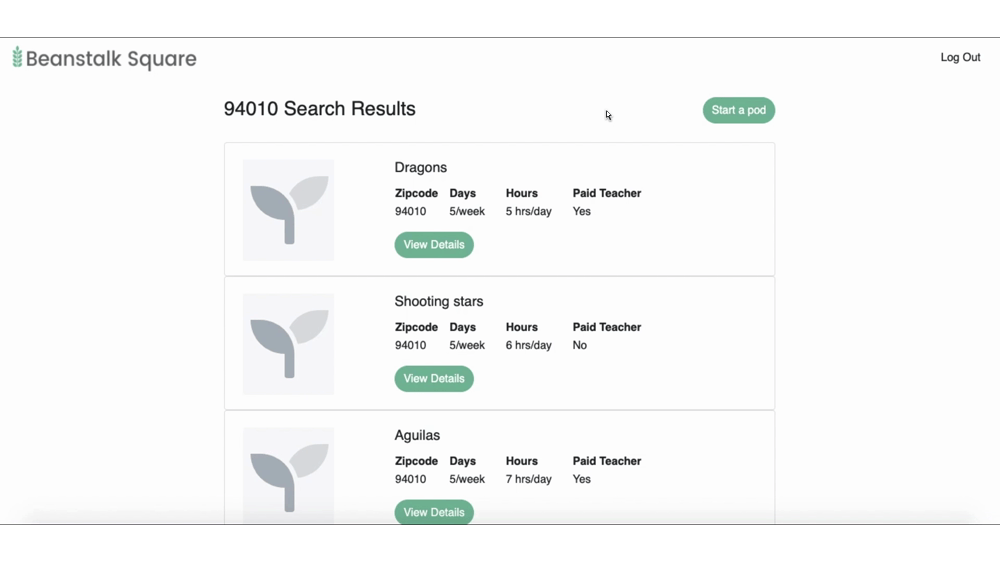 Beanstalk Square
Log Out
94010 Search Results
Start a pod
Dragons
Zipcode Days Hours Paid Teacher
94010 5/week 5 hrs/day Yes
View Details
Shooting stars
Zipcode Days Hours Paid Teacher
94010 5/week 6 hrs/day No
View Details
Aguilas
Zipcode Days Hours Paid Teacher
94010 5/week 7 hrs/day Yes
View Details